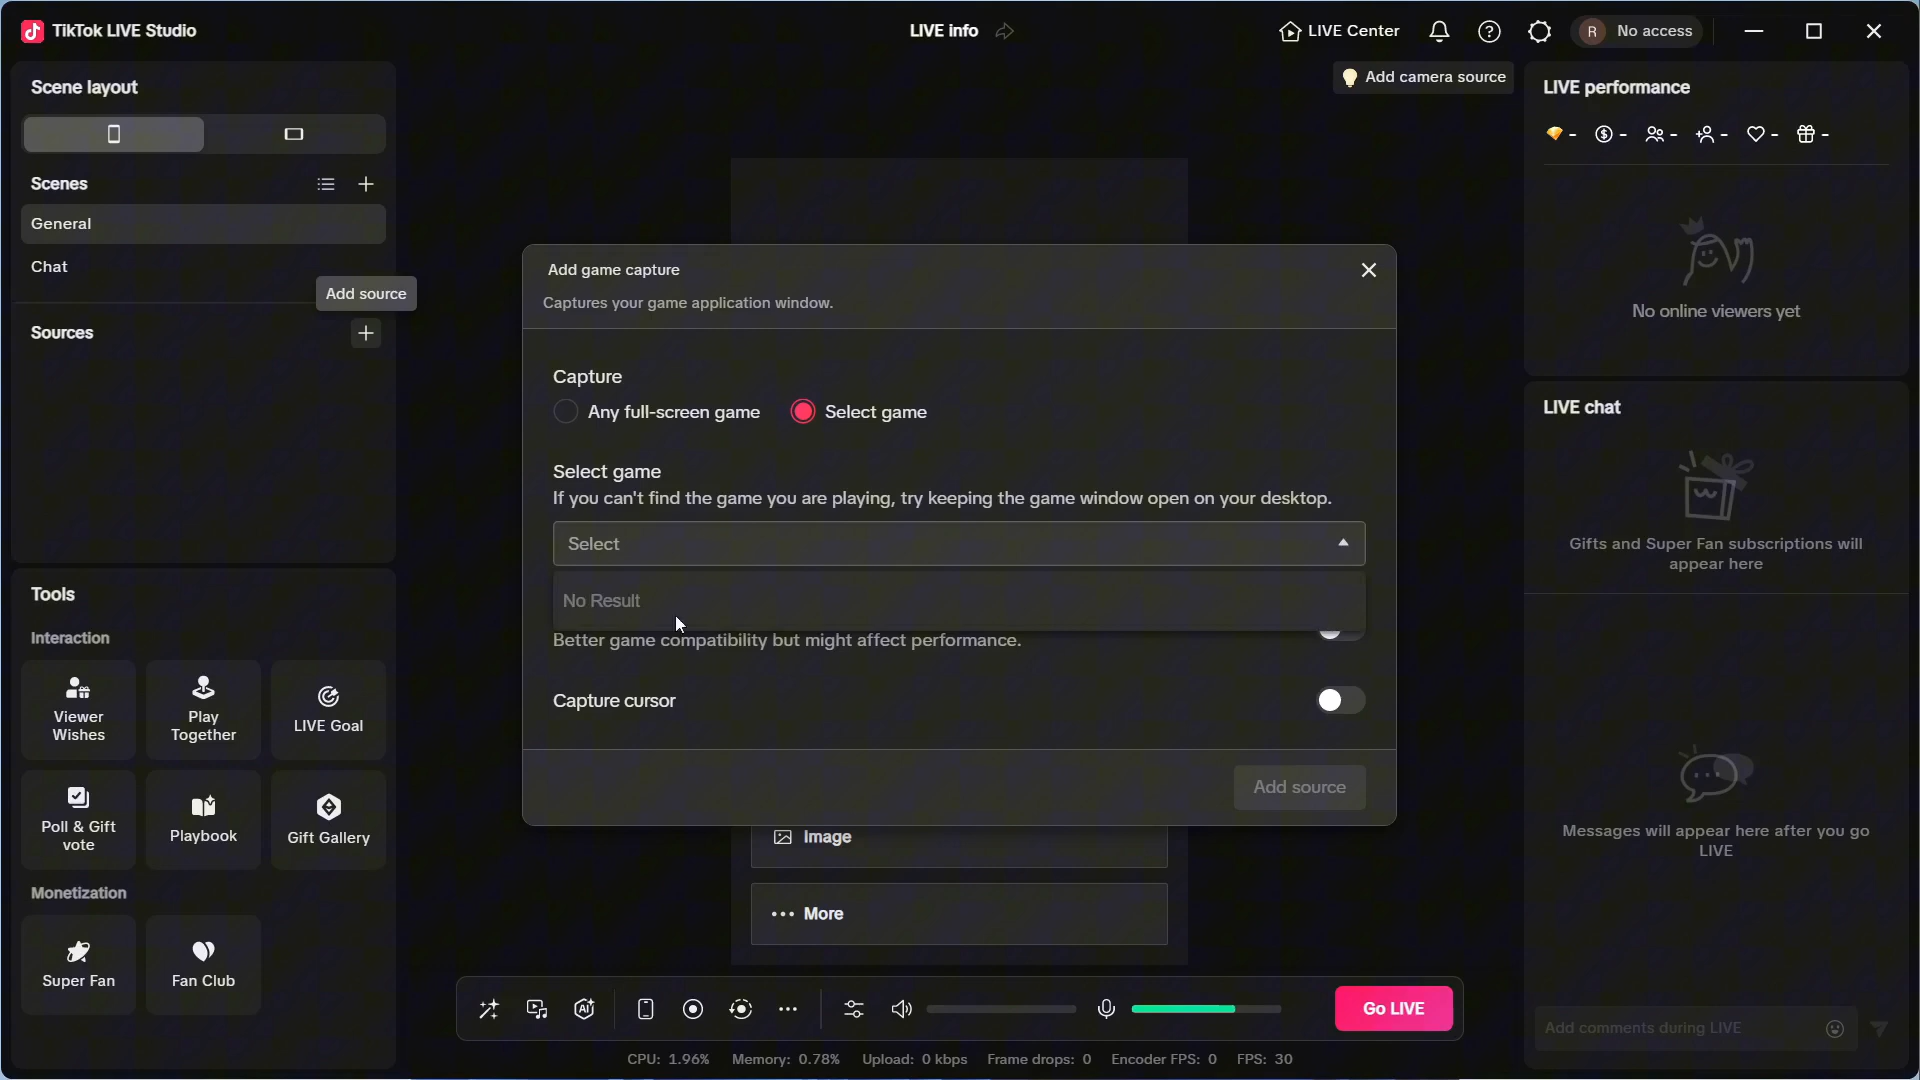 TikTok LIVE Studio
LIVE info
LIVE Center
R
No access
Scene layout
Scenes
General
Chat
Add source
Sources
Tools
Interaction
Viewer
Wishes
Play
Together
LIVE Goal
Poll & Gift
vote
Playbook
Gift Gallery
Monetization
Super Fan
Fan Club
Add camera source
Add game capture
Captures your game application window.
Capture
Any full-screen game
Select game
Select game
If you can't find the game you are playing, try keeping the game window open on your desktop.
Select
No Result
Better game compatibility but might affect performance.
Capture cursor
Add source
Image
More
AI
Go LIVE
CPU: 1.96%
Memory: 0.78%
Upload: 0 kbps
Frame drops: 0
Encoder FPS: 0
FPS: 30
LIVE performance
- - - - - -
No online viewers yet
LIVE chat
Gifts and Super Fan subscriptions will
appear here
Messages will appear here after you go
LIVE
Add comments during LIVE